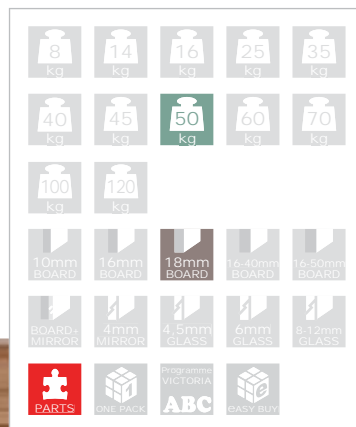 8 14 16 25 35
kg kg kg kg kg
40 45 50 60 70
kg kg kg kg kg
100 120
kg kg
10mm 16mm 18mm 16-40mm 16-50mm
BOARD BOARD BOARD BOARD BOARD
BOARD+ 4mm 4,5mm 6mm 8-12mm
MIRROR MIRROR GLASS GLASS GLASS
Programme
VICTORIA
1 e
PARTS ONE PACK ABC eASY BUY